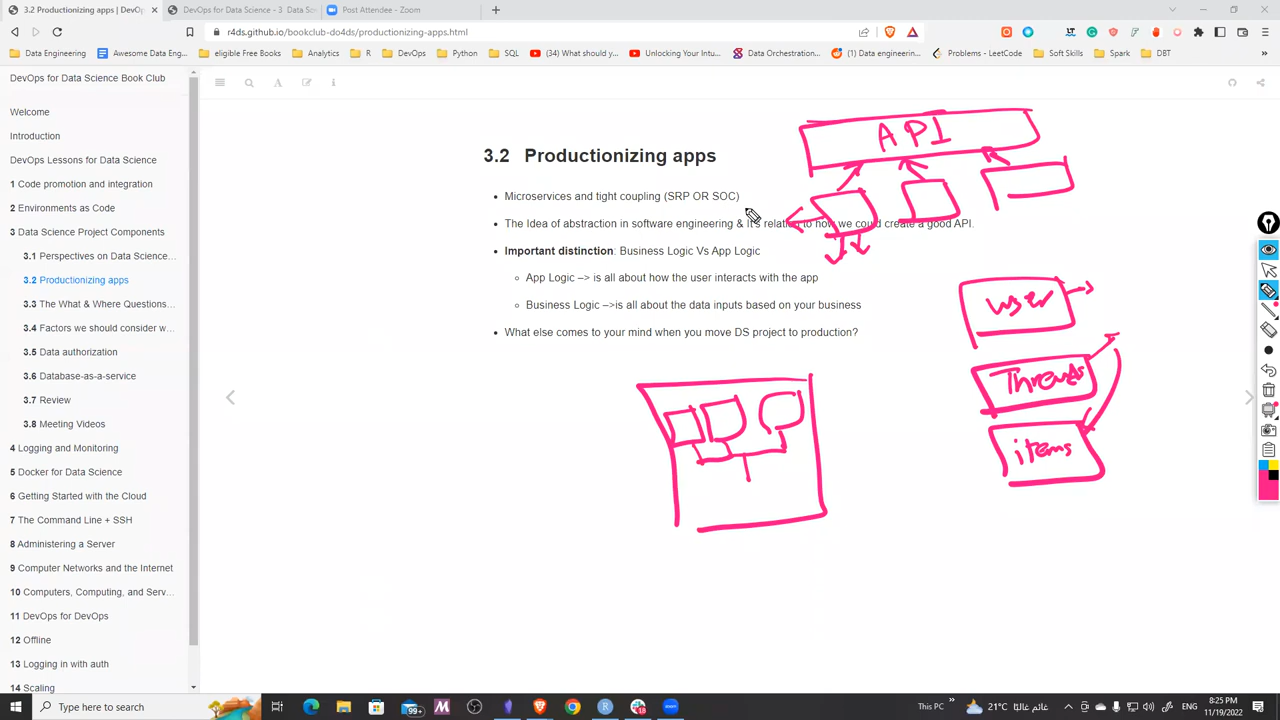 3.2 Productionizing apps | DevO
DevOps for Data Science - 3 Data Sci
Post Attendee - Zoom
r4ds.github.io/bookclub-do4ds/productionizing-apps.html
Data Engineering
Awesome Data Eng...
eligible Free Books
Analytics
R
DevOps
Python
SQL
(34) What should y...
Unlocking Your Intu...
Data Orchestration...
(1) Data engineerin...
Problems - LeetCode
Soft Skills
Spark
DBT
DevOps for Data Science Book Club
Welcome
Introduction
DevOps Lessons for Data Science
1 Code promotion and integration
2 Environments as Code
3 Data Science Project Components
3.1 Perspectives on Data Science...
3.2 Productionizing apps
3.3 The What & Where Questions...
3.4 Factors we should consider w...
3.5 Data authorization
3.6 Database-as-a-service
3.7 Review
3.8 Meeting Videos
4 Logging and Monitoring
5 Docker for Data Science
6 Getting Started with the Cloud
7 The Command Line + SSH
8 Administering a Server
9 Computer Networks and the Internet
10 Computers, Computing, and Serv...
11 DevOps for DevOps
12 Offline
13 Logging in with auth
14 Scaling
3.2 Productionizing apps
Microservices and tight coupling (SRP OR SOC)
The Idea of abstraction in software engineering & It's relation to how we could create a good API.
Important distinction: Business Logic Vs App Logic
App Logic –> is all about how the user interacts with the app
Business Logic –>is all about the data inputs based on your business
What else comes to your mind when you move DS project to production?
API
user
Threads
items
Type here to search
99+
This PC
21°C غائم غالبًا
8:25 PM
11/19/2022